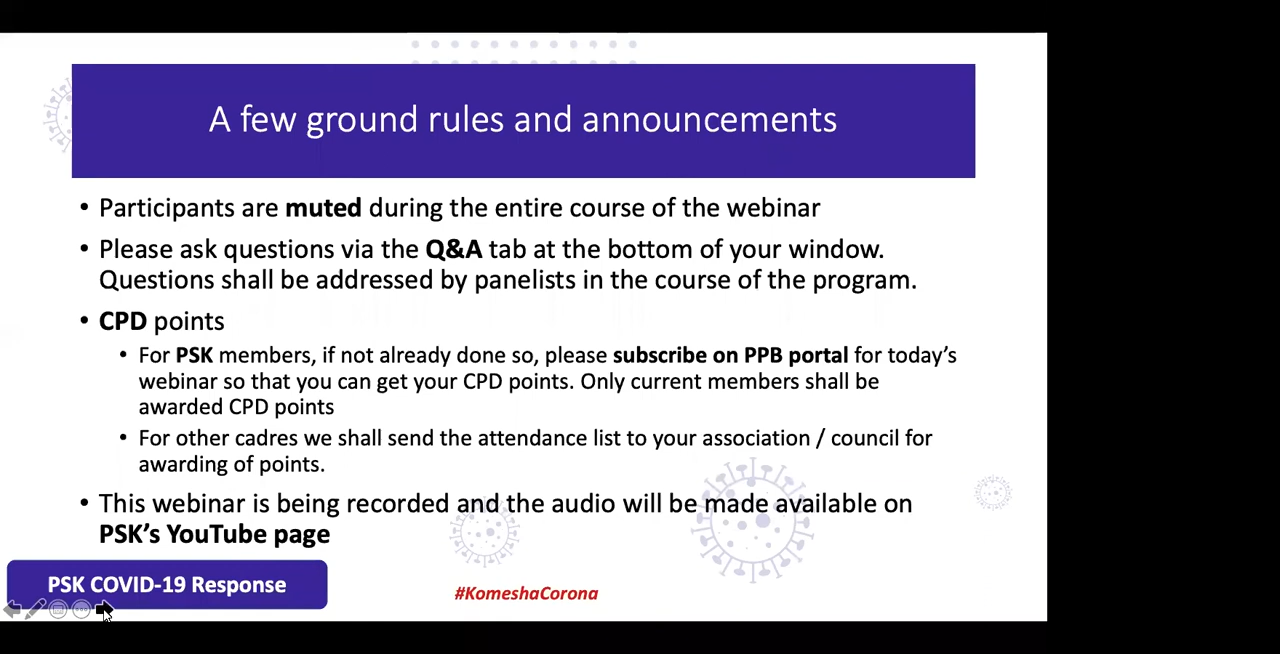 A few ground rules and announcements
• Participants are muted during the entire course of the webinar
• Please ask questions via the Q&A tab at the bottom of your window.
Questions shall be addressed by panelists in the course of the program.
• CPD points
• For PSK members, if not already done so, please subscribe on PPB portal for today's
webinar so that you can get your CPD points. Only current members shall be
awarded CPD points
• For other cadres we shall send the attendance list to your association / council for
awarding of points.
• This webinar is being recorded and the audio will be made available on
PSK's YouTube page
PSK COVID-19 Response
#KomeshaCorona